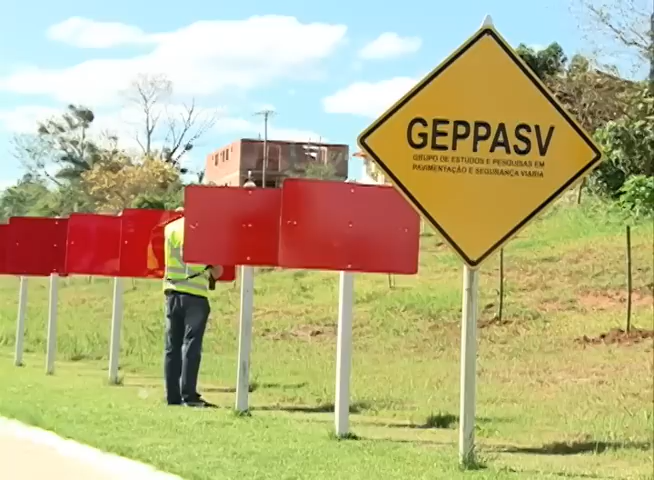 GEPPASV
GRUPO DE ESTUDOS E PESQUISAS EM
PAVIMENTAÇÃO E SEGURANÇA VIÁRIA